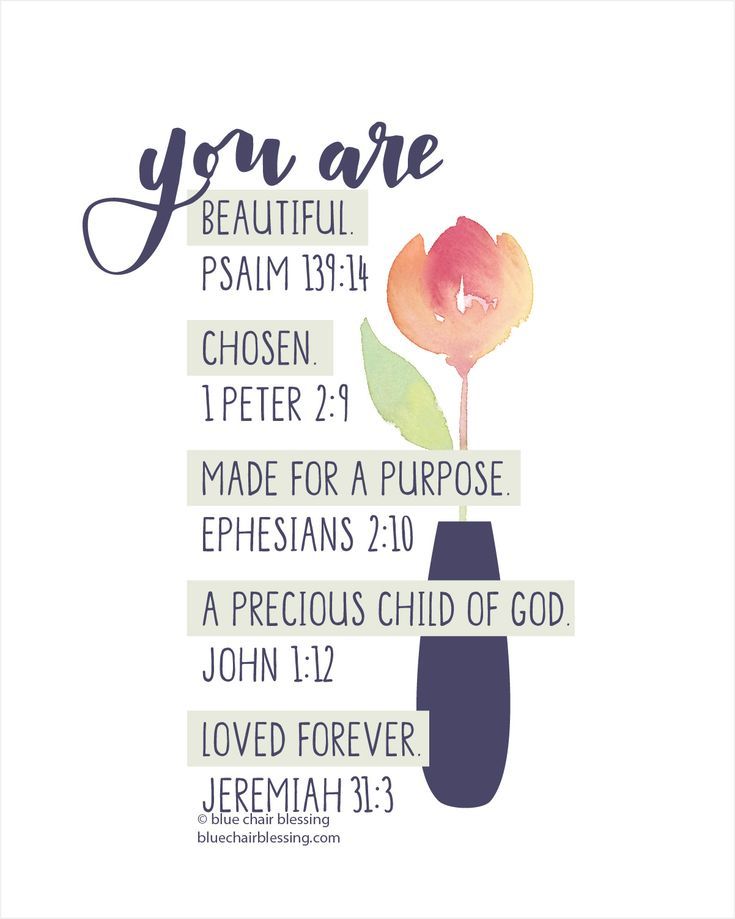 you are
BEAUTIFUL.
PSALM 139:14
CHOSEN.
1 PETER 2:9
MADE FOR A PURPOSE.
EPHESIANS 2:10
A PRECIOUS CHILD OF GOD.
JOHN 1:12
LOVED FOREVER.
JEREMIAH 31:3
© blue chair blessing
bluechairblessing.com